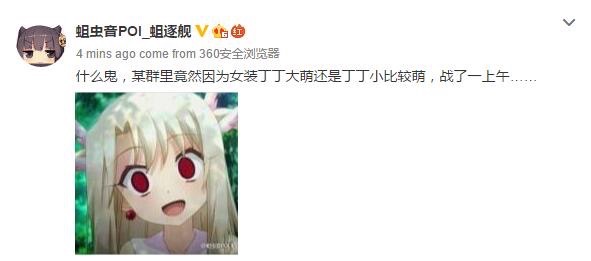 蛆虫音POI_蛆逐舰
4 mins ago come from 360安全浏览器
什么鬼，某群里竟然因为女装丁丁大萌还是丁丁小比较萌，战了一上午……